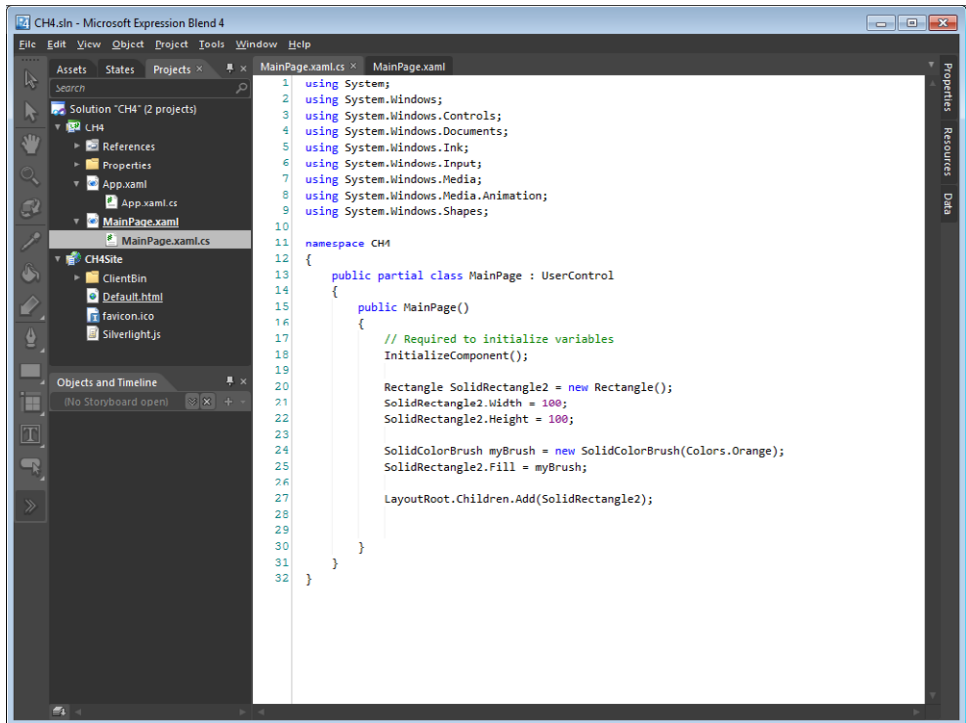 CH4.sln - Microsoft Expression Blend 4
File Edit View Object Project Tools Window Help
Assets States Projects ×
Search
Solution "CH4" (2 projects)
CH4
References
Properties
App.xaml
App.xaml.cs
MainPage.xaml
MainPage.xaml.cs
CH4Site
ClientBin
Default.html
favicon.ico
Silverlight.js
Objects and Timeline
(No Storyboard open)
MainPage.xaml.cs × MainPage.xaml
1 using System;
2 using System.Windows;
3 using System.Windows.Controls;
4 using System.Windows.Documents;
5 using System.Windows.Ink;
6 using System.Windows.Input;
7 using System.Windows.Media;
8 using System.Windows.Media.Animation;
9 using System.Windows.Shapes;
10
11 namespace CH4
12 {
13 public partial class MainPage : UserControl
14 {
15 public MainPage()
16 {
17 // Required to initialize variables
18 InitializeComponent();
19
20 Rectangle SolidRectangle2 = new Rectangle();
21 SolidRectangle2.Width = 100;
22 SolidRectangle2.Height = 100;
23
24 SolidColorBrush myBrush = new SolidColorBrush(Colors.Orange);
25 SolidRectangle2.Fill = myBrush;
26
27 LayoutRoot.Children.Add(SolidRectangle2);
28
29
30 }
31 }
32 }
Properties
Resources
Data